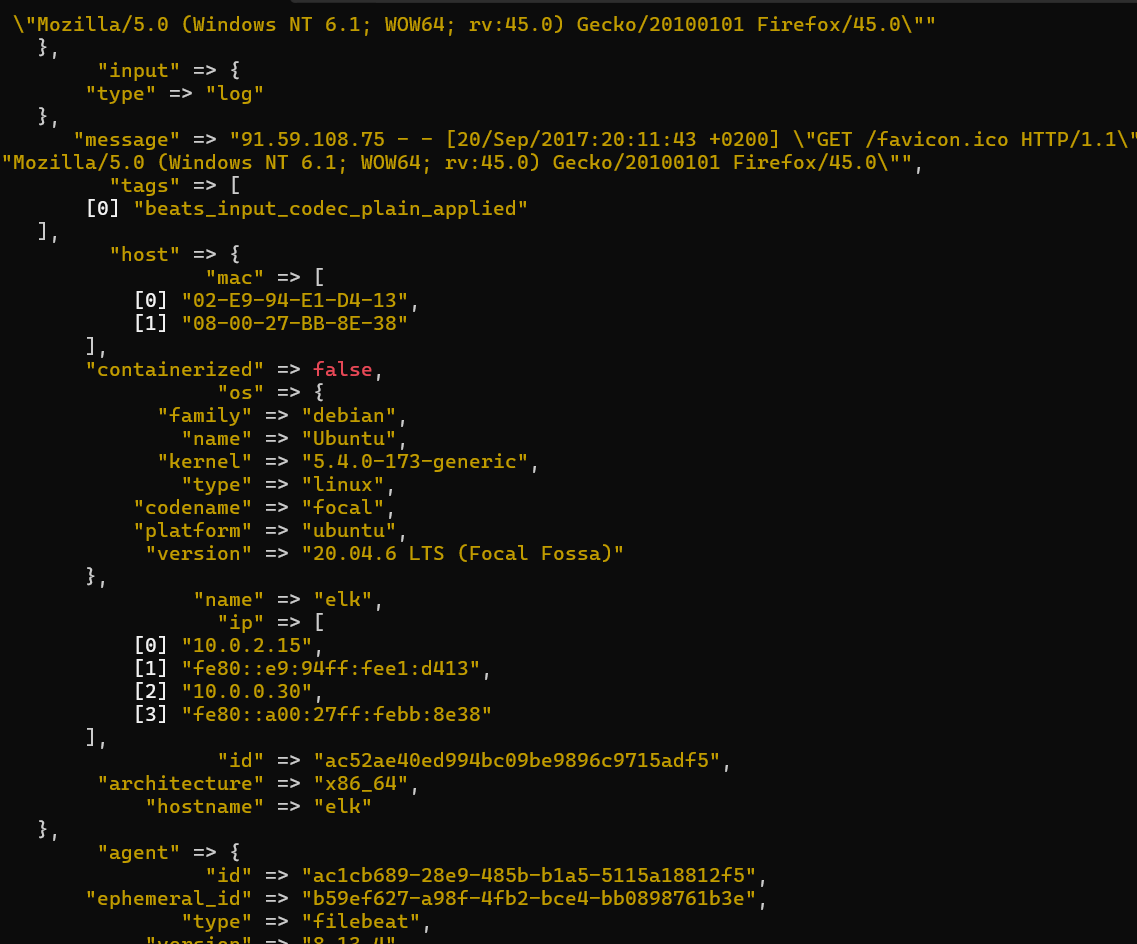 \"Mozilla/5.0 (Windows NT 6.1; WOW64; rv:45.0) Gecko/20100101 Firefox/45.0\""
},
"input" => {
"type" => "log"
},
"message" => "91.59.108.75 - - [20/Sep/2017:20:11:43 +0200] \"GET /favicon.ico HTTP/1.1\"
"Mozilla/5.0 (Windows NT 6.1; WOW64; rv:45.0) Gecko/20100101 Firefox/45.0\"",
"tags" => [
[0] "beats_input_codec_plain_applied"
],
"host" => {
"mac" => [
[0] "02-E9-94-E1-D4-13",
[1] "08-00-27-BB-8E-38"
],
"containerized" => false,
"os" => {
"family" => "debian",
"name" => "Ubuntu",
"kernel" => "5.4.0-173-generic",
"type" => "linux",
"codename" => "focal",
"platform" => "ubuntu",
"version" => "20.04.6 LTS (Focal Fossa)"
},
"name" => "elk",
"ip" => [
[0] "10.0.2.15",
[1] "fe80::e9:94ff:fee1:d413",
[2] "10.0.0.30",
[3] "fe80::a00:27ff:febb:8e38"
],
"id" => "ac52ae40ed994bc09be9896c9715adf5",
"architecture" => "x86_64",
"hostname" => "elk"
},
"agent" => {
"id" => "ac1cb689-28e9-485b-b1a5-5115a18812f5",
"ephemeral_id" => "b59ef627-a98f-4fb2-bce4-bb0898761b3e",
"type" => "filebeat",
"version" => "8.13.4"